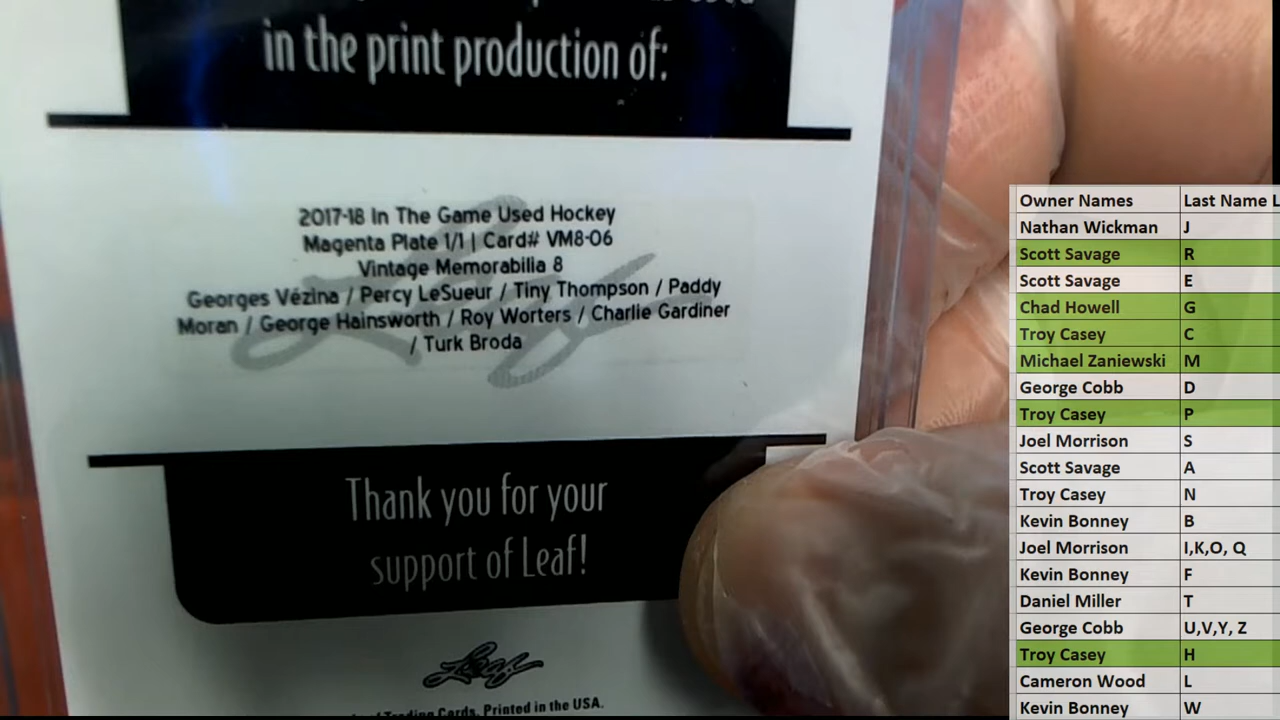 in the print production of:
2017-18 In The Game Used Hockey
Magenta Plate 1/1 | Card# VM8-06
Vintage Memorabilia 8
Georges Vézina / Percy LeSueur / Tiny Thompson / Paddy
Moran / George Hainsworth / Roy Worters / Charlie Gardiner
/ Turk Broda
Thank you for your
support of Leaf!
Leaf
Trading Cards. Printed in the USA.
Owner Names Last Name L
Nathan Wickman J
Scott Savage R
Scott Savage E
Chad Howell G
Troy Casey C
Michael Zaniewski M
George Cobb D
Troy Casey P
Joel Morrison S
Scott Savage A
Troy Casey N
Kevin Bonney B
Joel Morrison I,K,O, Q
Kevin Bonney F
Daniel Miller T
George Cobb U,V,Y, Z
Troy Casey H
Cameron Wood L
Kevin Bonney W